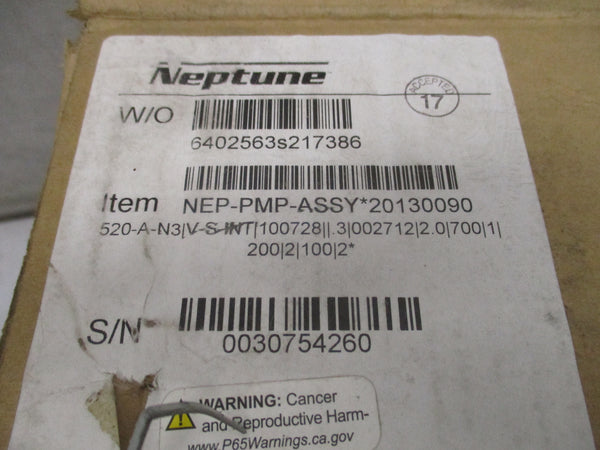 Neptune
ACCEPTED
17
W/O
6402563s217386
Item NEP-PMP-ASSY*20130090
520-A-N3|V-S-INT|100728||.3|002712|2.0|700|1|
200|2|100|2*
S/N
0030754260
WARNING: Cancer
and Reproductive Harm-
www.P65Warnings.ca.gov